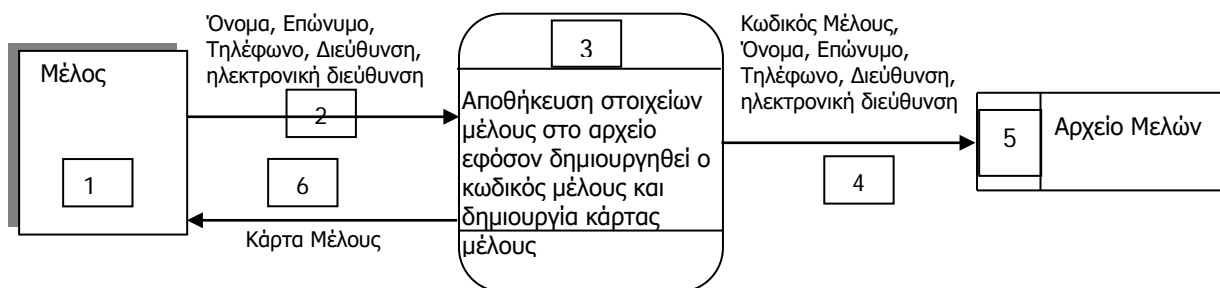 Μέλος
1
Όνομα, Επώνυμο,
Τηλέφωνο, Διεύθυνση,
ηλεκτρονική διεύθυνση
2
6
Κάρτα Μέλους
3
Αποθήκευση στοιχείων
μέλους στο αρχείο
εφόσον δημιουργηθεί ο
κωδικός μέλους και
δημιουργία κάρτας
μέλους
Κωδικός Μέλους,
Όνομα, Επώνυμο,
Τηλέφωνο, Διεύθυνση,
ηλεκτρονική διεύθυνση
4
5
Αρχείο Μελών